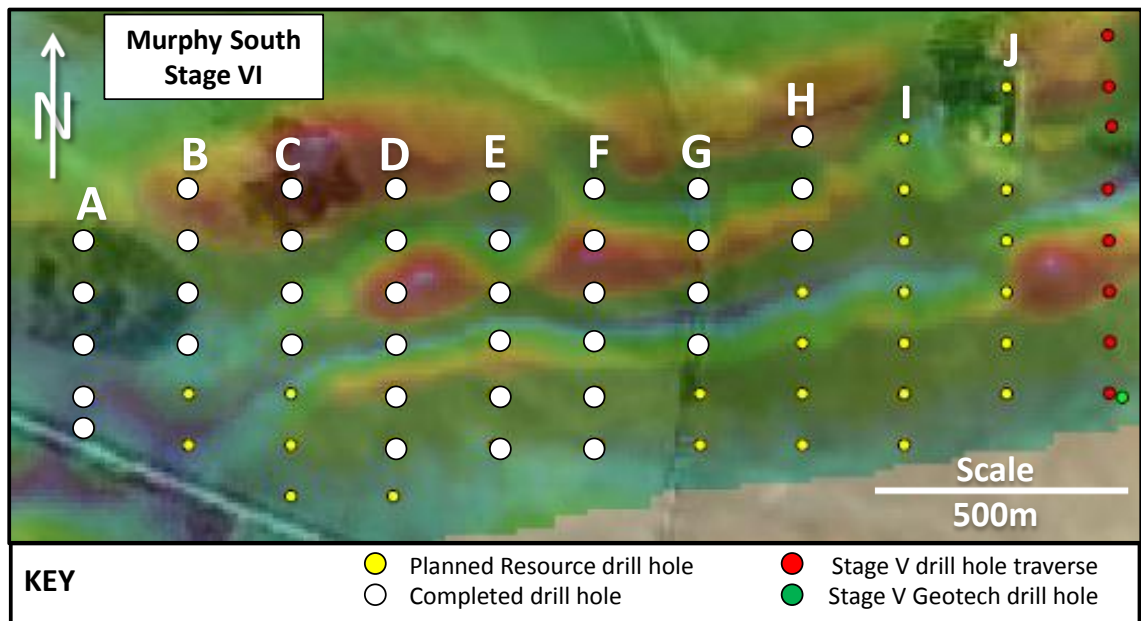 Murphy South
Stage VI
N
A
B
C
D
E
F
G
H
I
J
Scale
500m
KEY
Planned Resource drill hole
Completed drill hole
Stage V drill hole traverse
Stage V Geotech drill hole